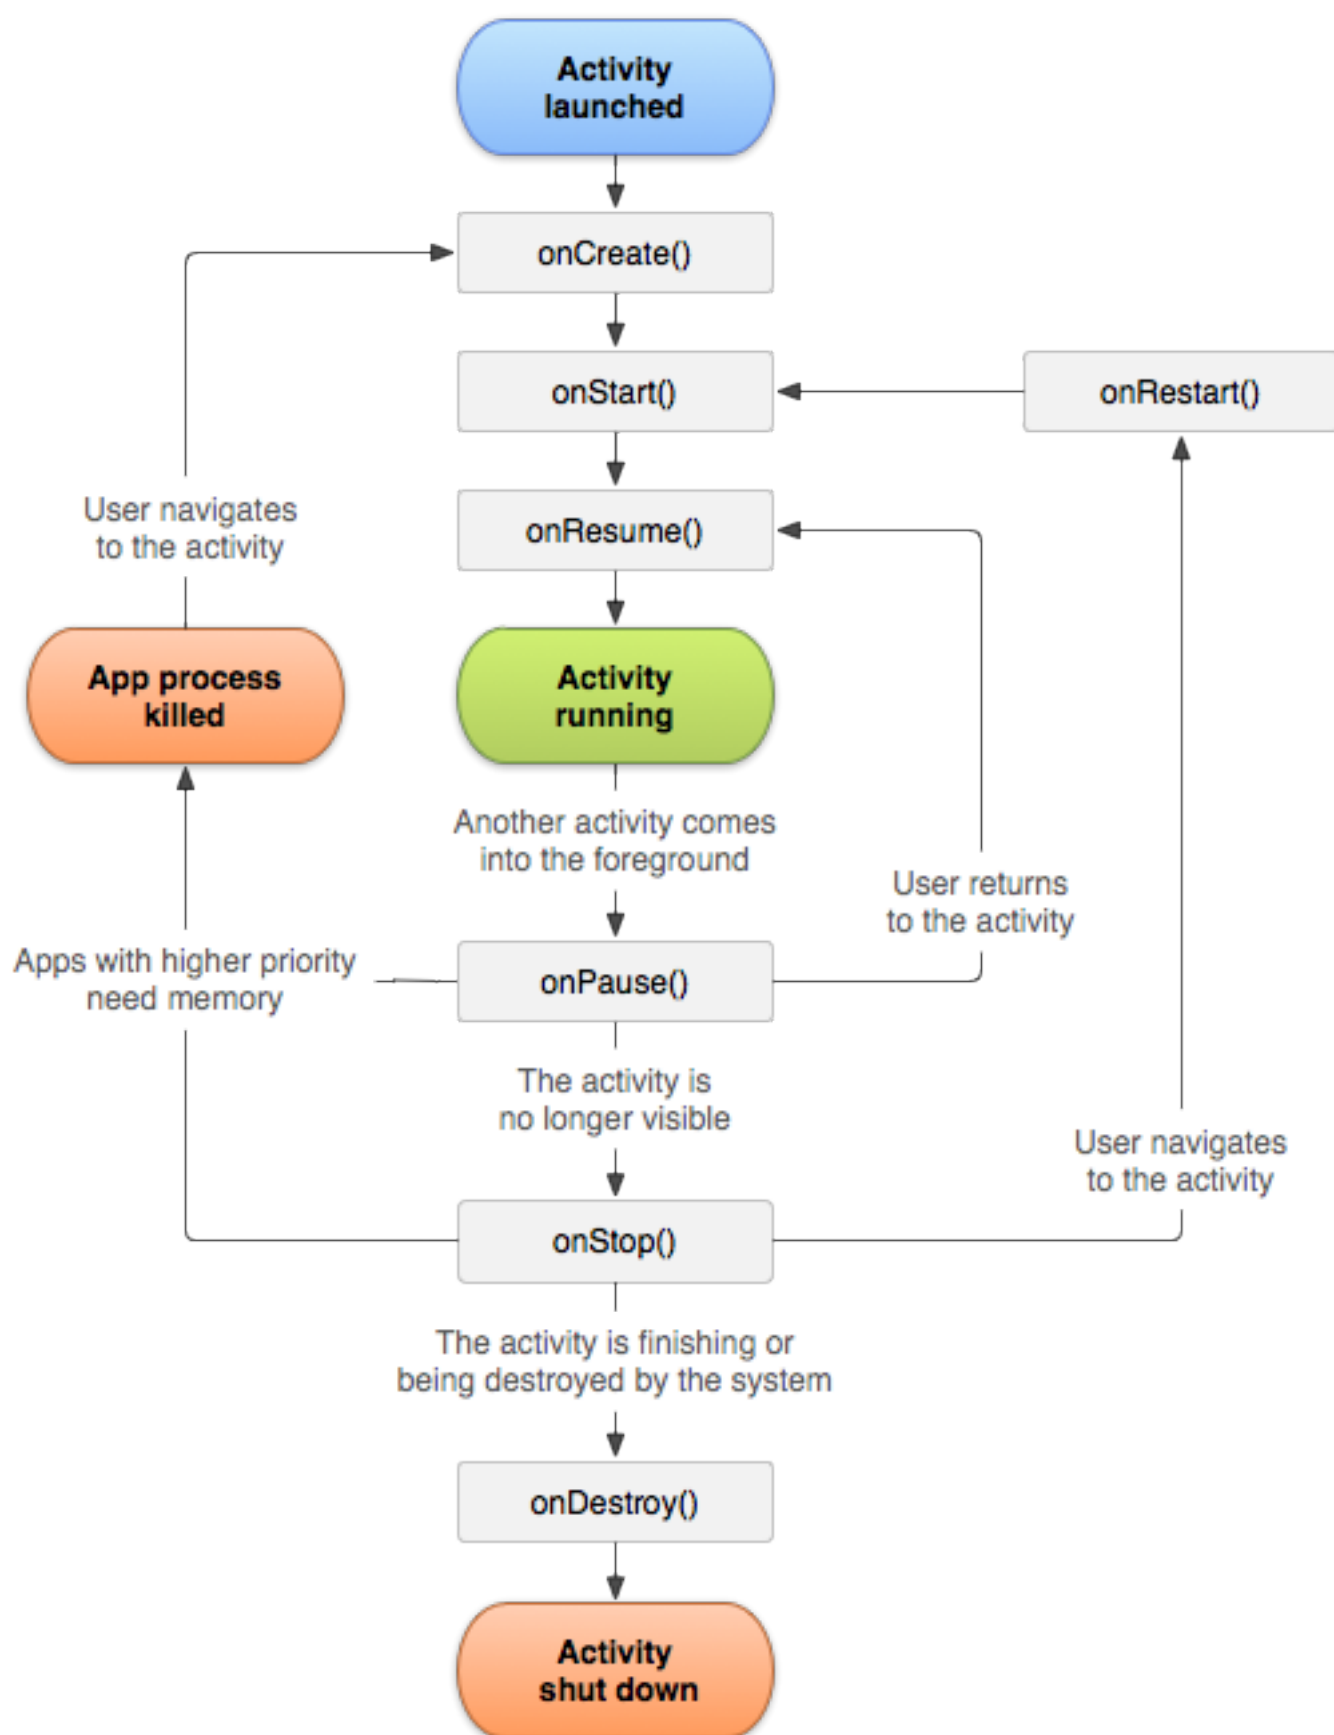 Activity
launched
onCreate()
onStart()
onRestart()
User navigates
to the activity
onResume()
App process
killed
Activity
running
Another activity comes
into the foreground
User returns
to the activity
Apps with higher priority
need memory
onPause()
The activity is
no longer visible
User navigates
to the activity
onStop()
The activity is finishing or
being destroyed by the system
onDestroy()
Activity
shut down